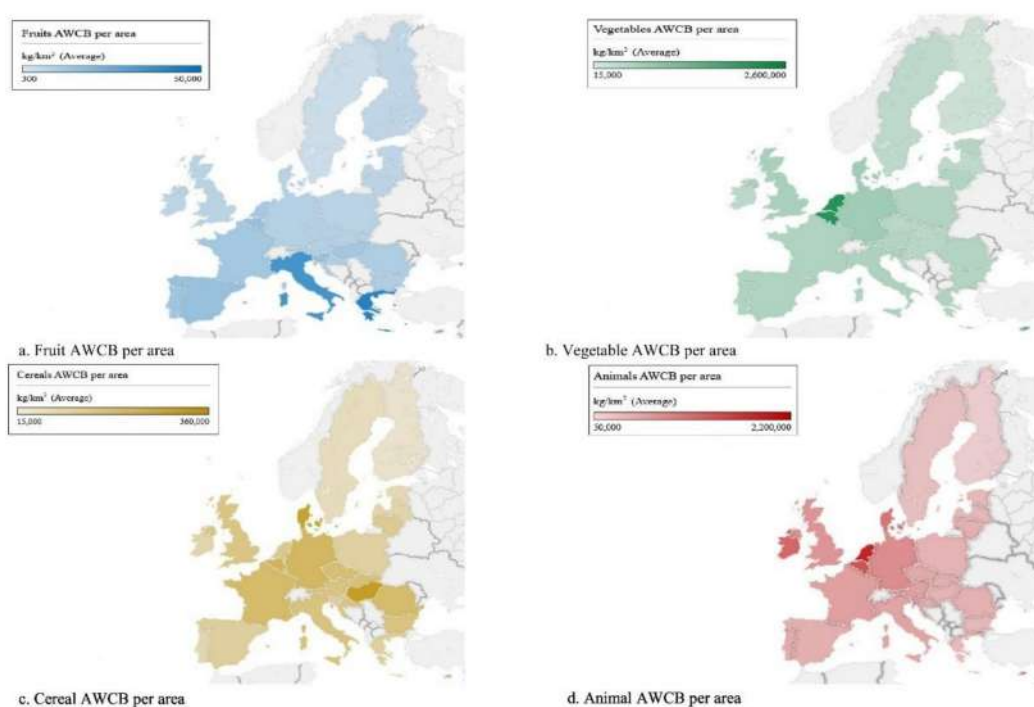 Fruits AWCB per area
kg/km² (Average)
300 50,000
a. Fruit AWCB per area
Vegetables AWCB per area
kg/km² (Average)
15,000 2,600,000
b. Vegetable AWCB per area
Cereals AWCB per area
kg/km² (Average)
15,000 360,000
c. Cereal AWCB per area
Animals AWCB per area
kg/km² (Average)
50,000 2,200,000
d. Animal AWCB per area